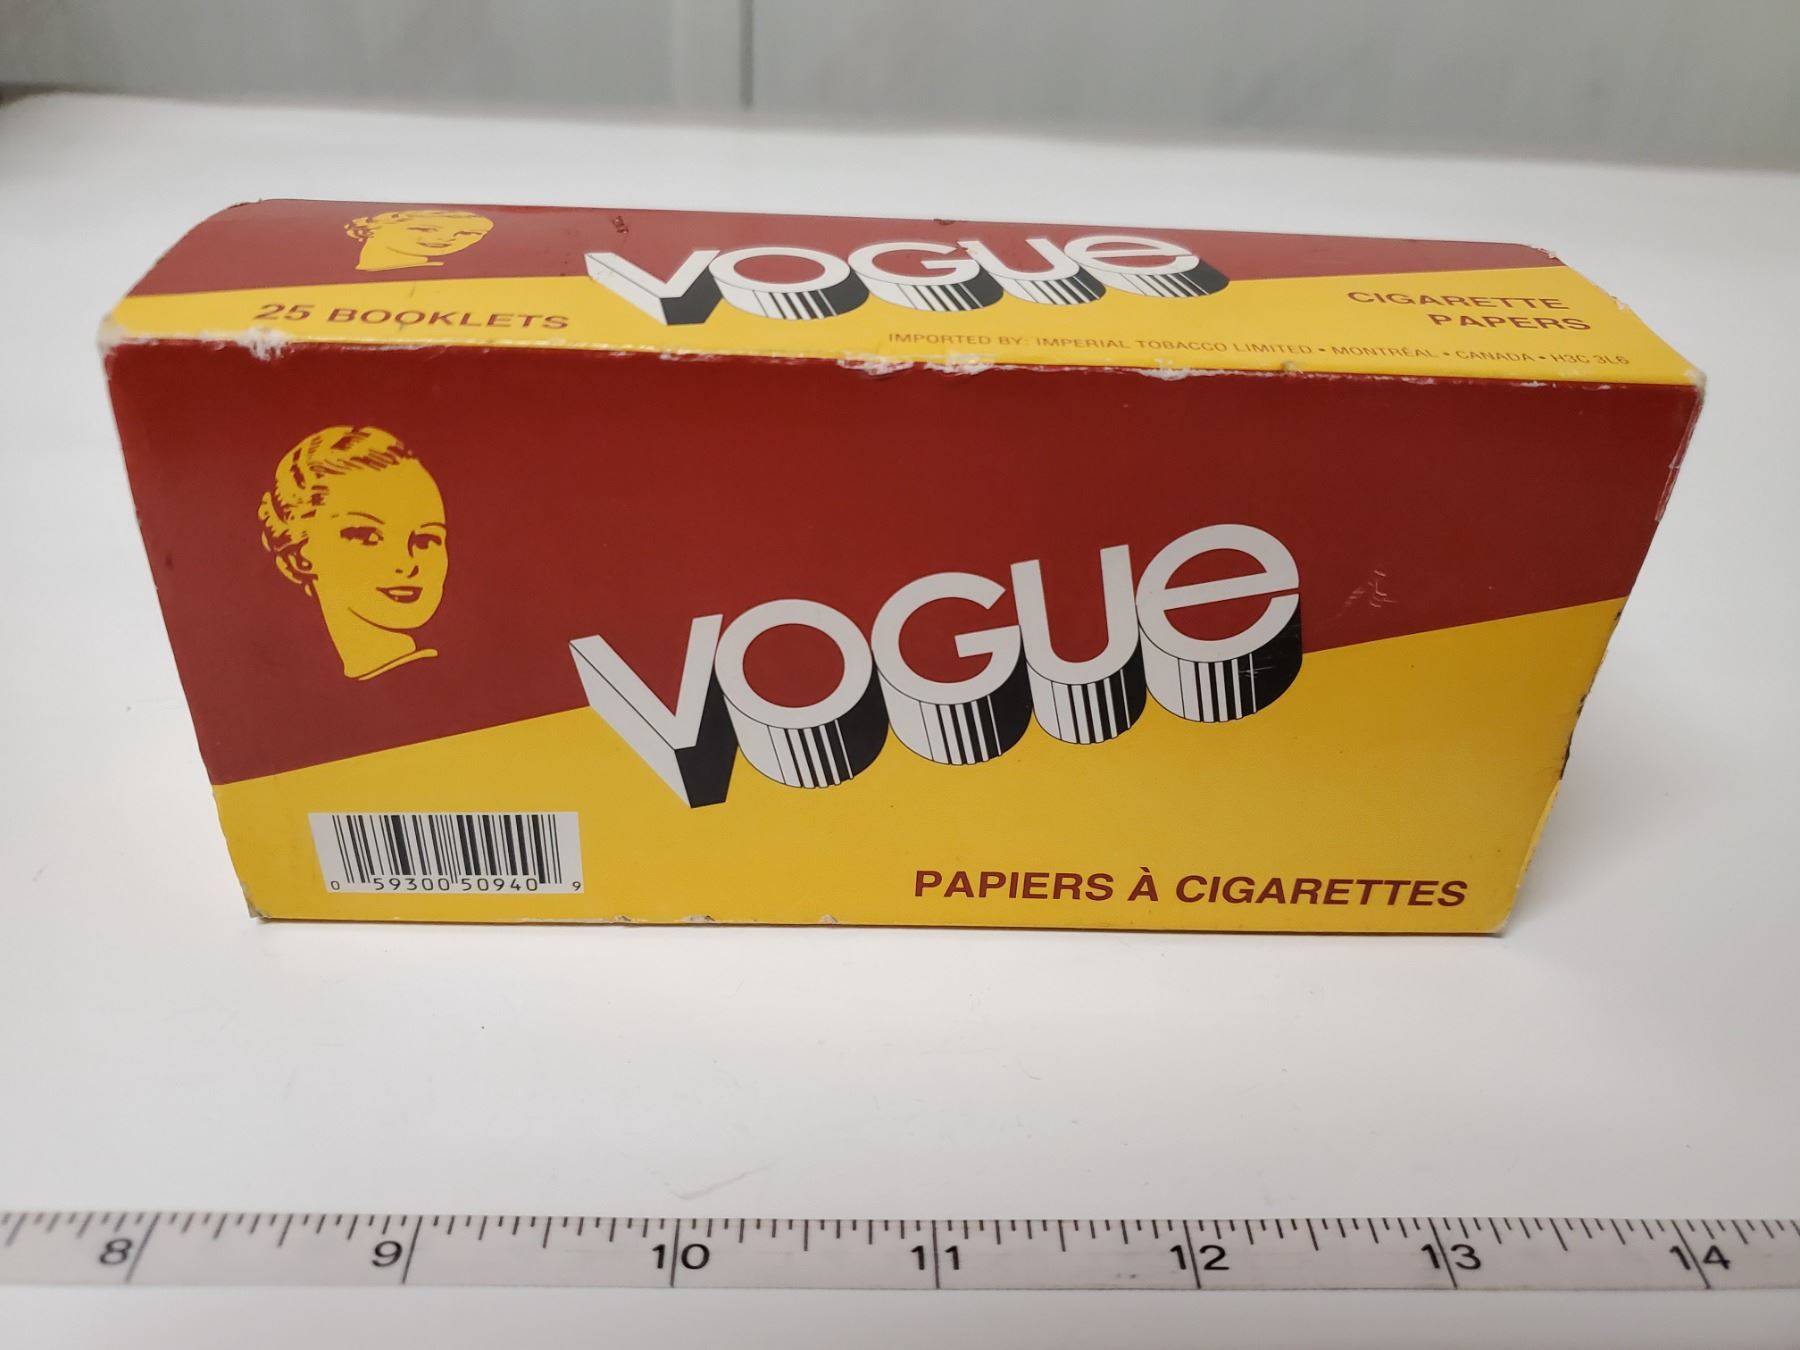 VOGUe
25 BOOKLETS
CIGARETTE
PAPERS
IMPORTED BY: IMPERIAL TOBACCO LIMITED • MONTRÉAL • CANADA • H3C 3L6
VOGUe
0 59300 50940 9
PAPIERS À CIGARETTES
8 9 10 11 12 13 14